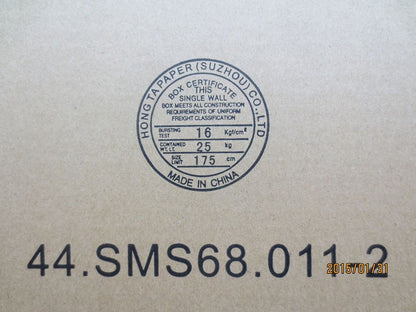 HONG TA PAPER (SUZHOU) CO., LTD
BOX CERTIFICATE
THIS
SINGLE WALL
BOX MEETS ALL CONSTRUCTION
REQUIREMENTS OF UNIFORM
FREIGHT CLASSIFICATION
BURSTING TEST 16 Kgf/cm²
CONTAINED WT. LT. 25 kg
SIZE LIMIT 175 cm
MADE IN CHINA
44.SMS68.011-2
2015/01/31